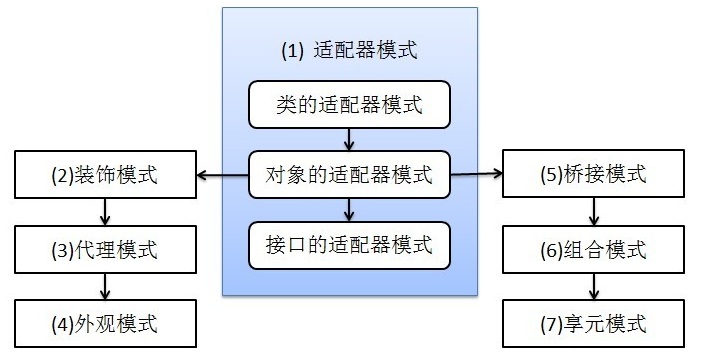 (1) 适配器模式
类的适配器模式
对象的适配器模式
接口的适配器模式
(2)装饰模式
(3)代理模式
(4)外观模式
(5)桥接模式
(6)组合模式
(7)享元模式